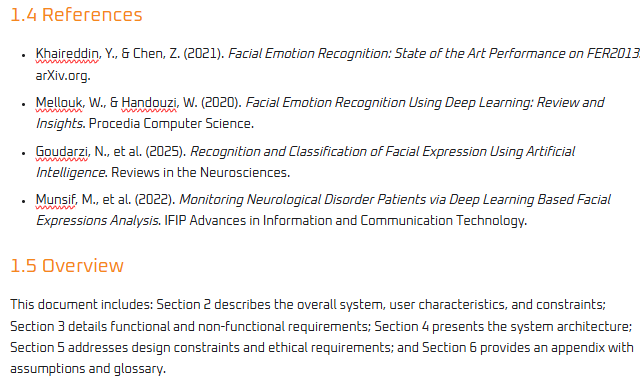 1.4 References
• Khaireddin, Y., & Chen, Z. (2021). Facial Emotion Recognition: State of the Art Performance on FER2013.
arXiv.org.
• Mellouk, W., & Handouzi, W. (2020). Facial Emotion Recognition Using Deep Learning: Review and
Insights. Procedia Computer Science.
• Goudarzi, N., et al. (2025). Recognition and Classification of Facial Expression Using Artificial
Intelligence. Reviews in the Neurosciences.
• Munsif, M., et al. (2022). Monitoring Neurological Disorder Patients via Deep Learning Based Facial
Expressions Analysis. IFIP Advances in Information and Communication Technology.
1.5 Overview
This document includes: Section 2 describes the overall system, user characteristics, and constraints;
Section 3 details functional and non-functional requirements; Section 4 presents the system architecture;
Section 5 addresses design constraints and ethical requirements; and Section 6 provides an appendix with
assumptions and glossary.